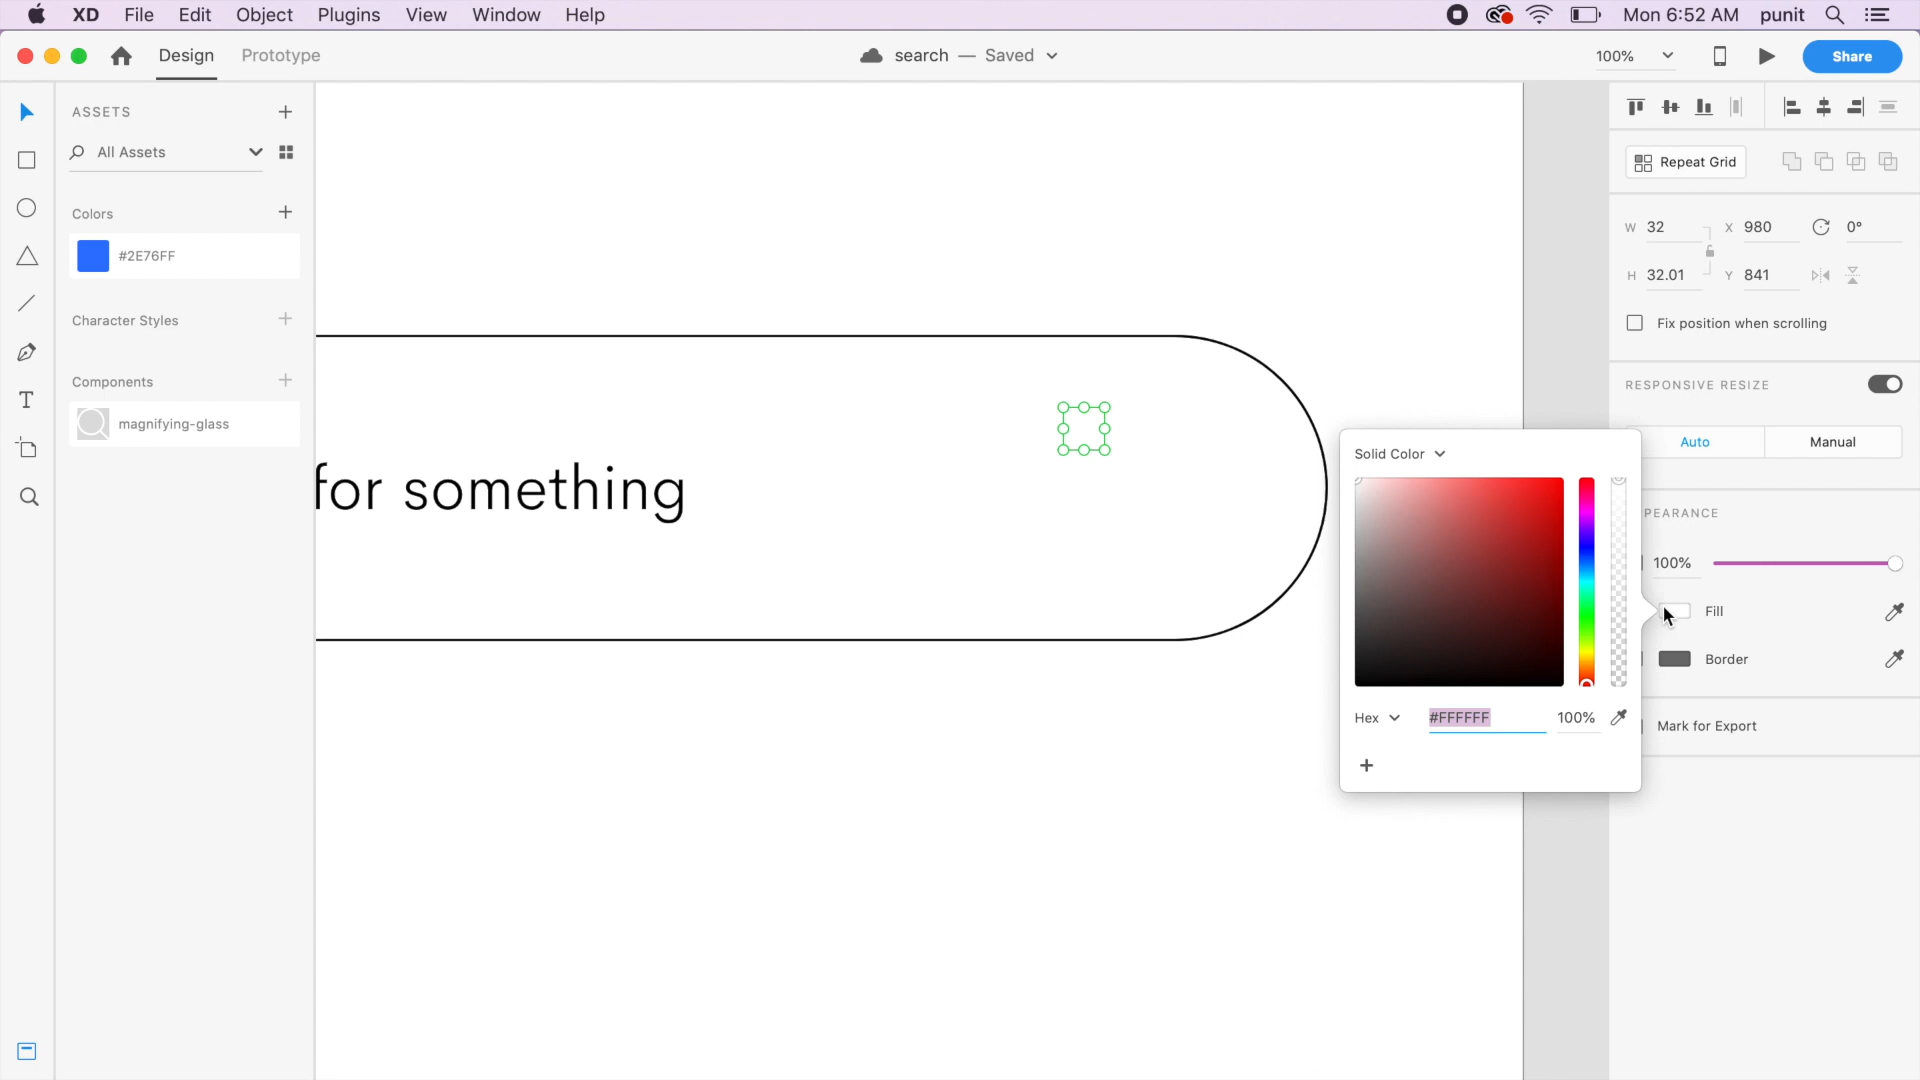 XD File Edit Object Plugins View Window Help Mon 6:52 AM punit
Design Prototype search — Saved 100% Share
ASSETS
All Assets
Repeat Grid
Colors
#2E76FF
W 32 X 980 0°
H 32.01 Y 841
Character Styles
Fix position when scrolling
Components
magnifying-glass
RESPONSIVE RESIZE
Auto Manual
for something
Solid Color
PEARANCE
100%
Fill
Border
Hex #FFFFFF 100%
Mark for Export
T